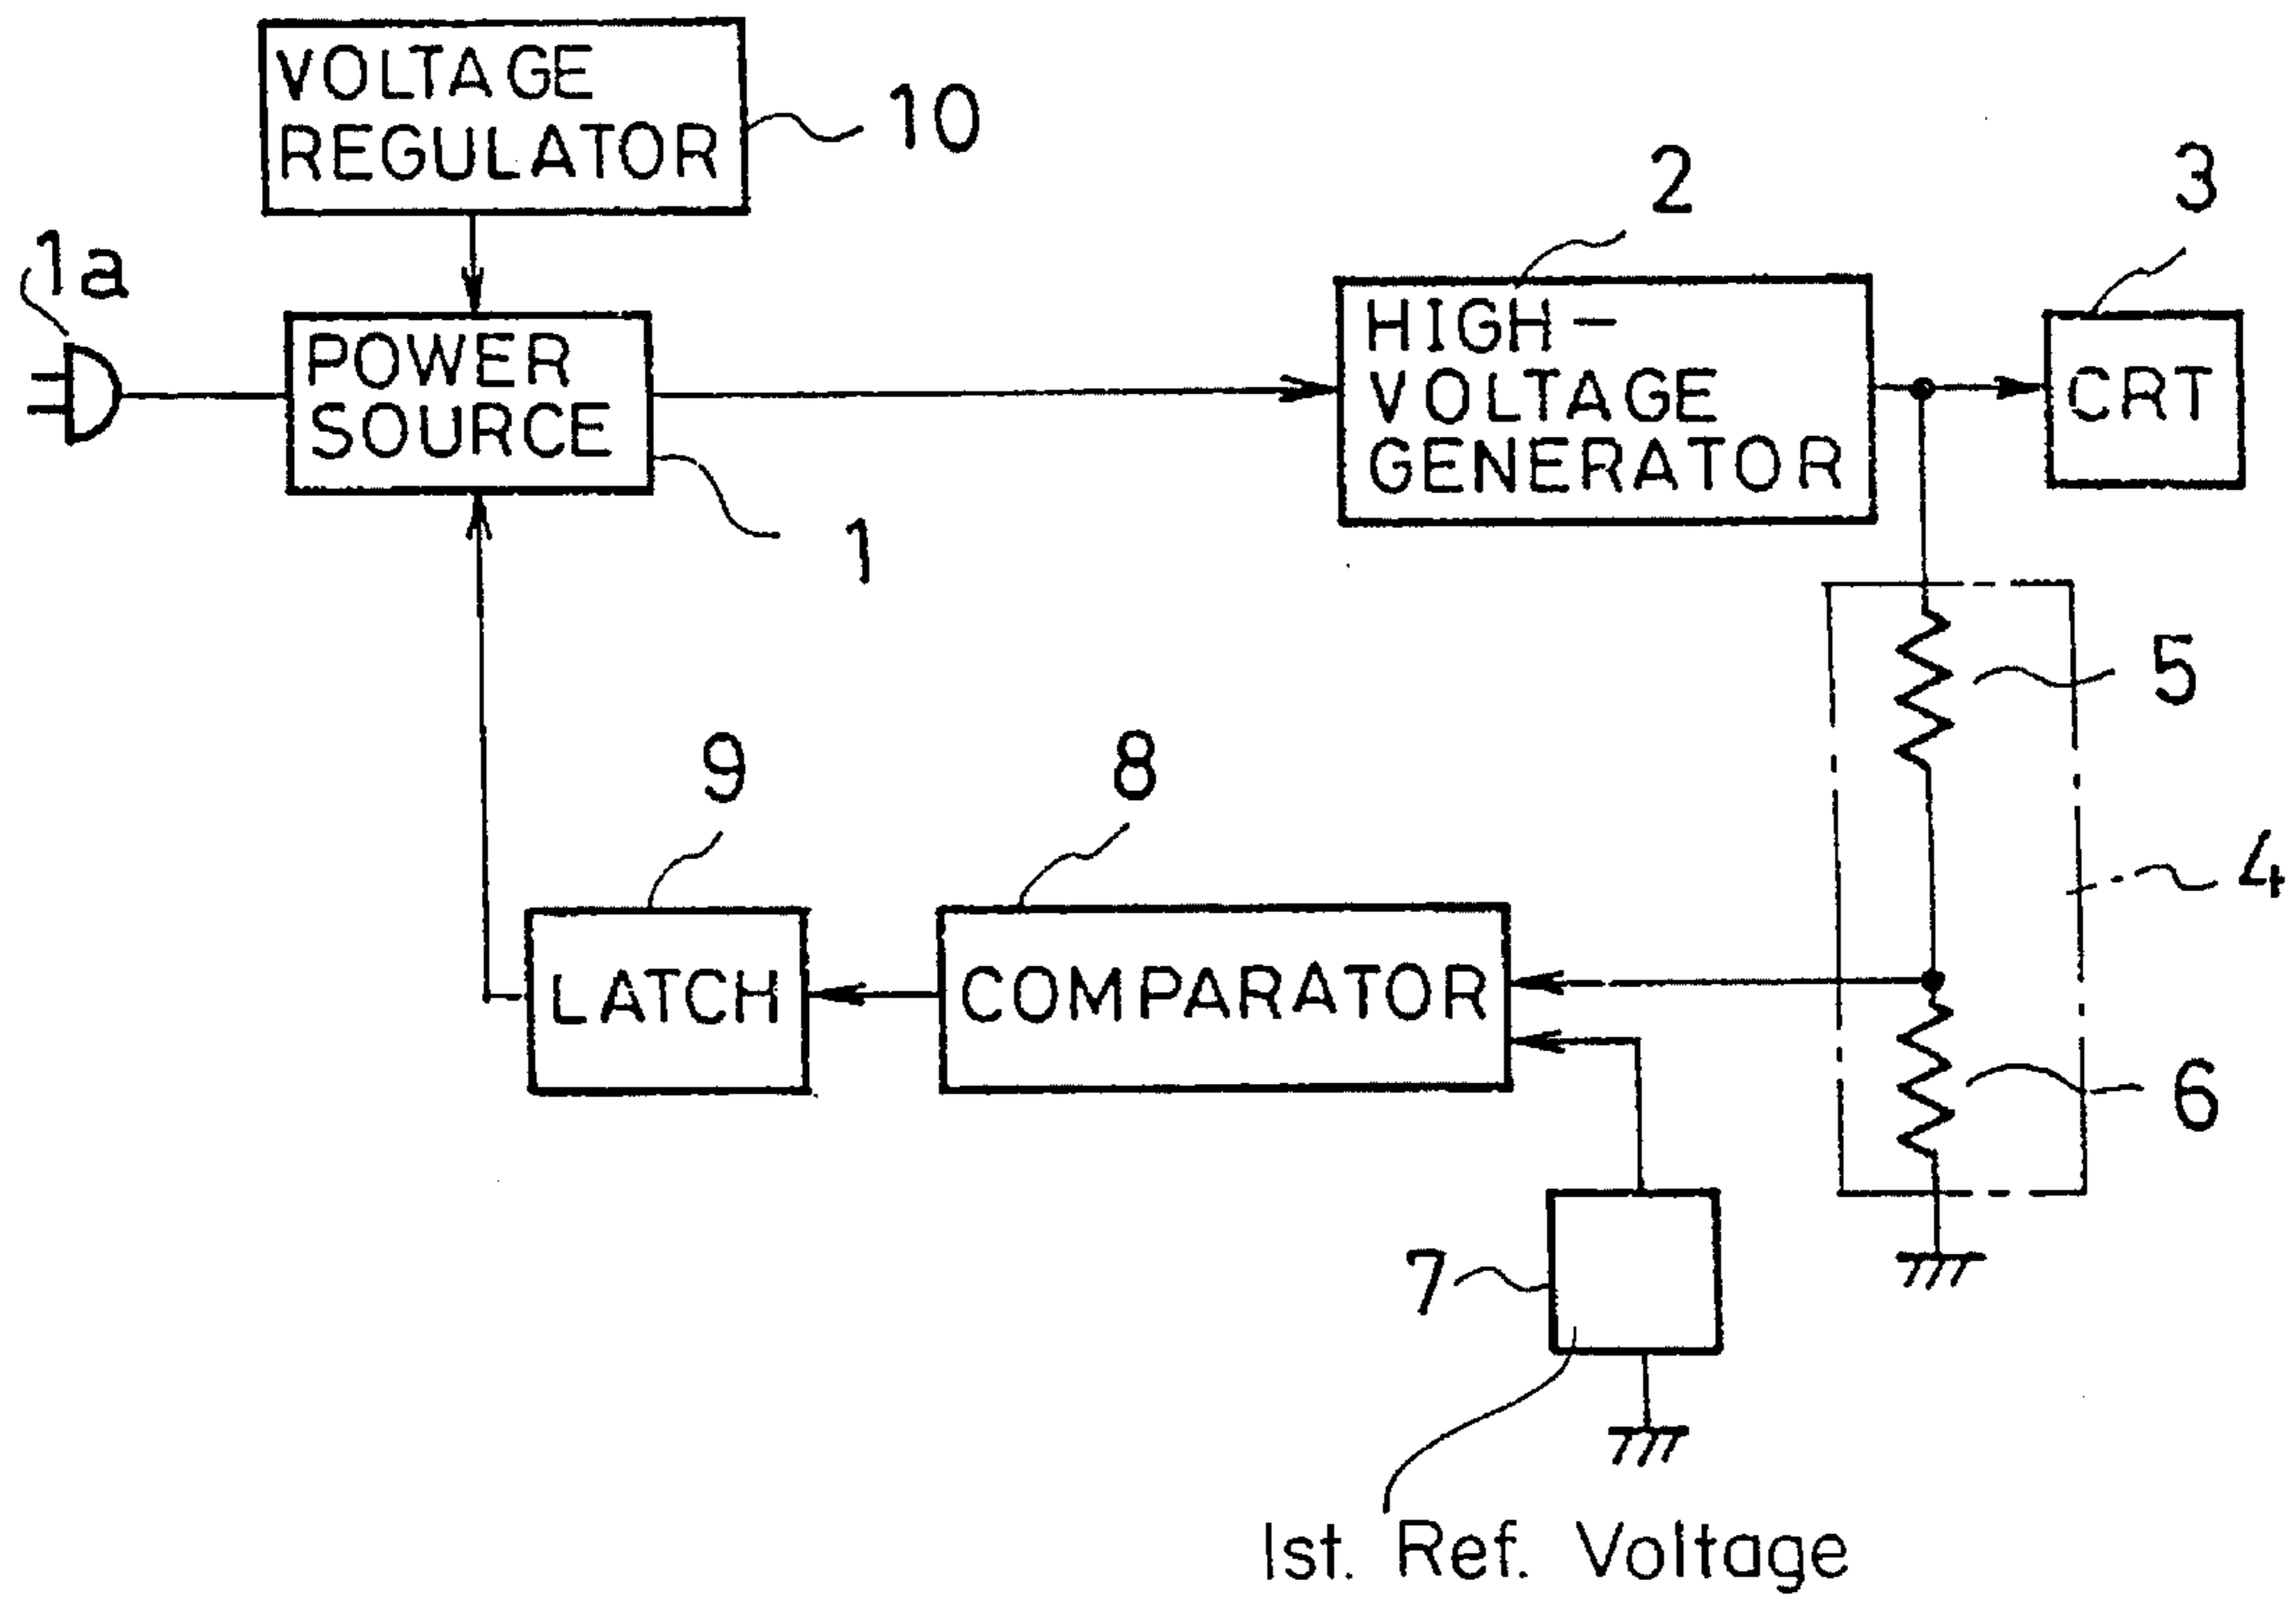 VOLTAGE
REGULATOR
10
1a
POWER
SOURCE
1
2
HIGH-
VOLTAGE
GENERATOR
3
CRT
5
4
6
9
LATCH
8
COMPARATOR
7
1st. Ref. Voltage